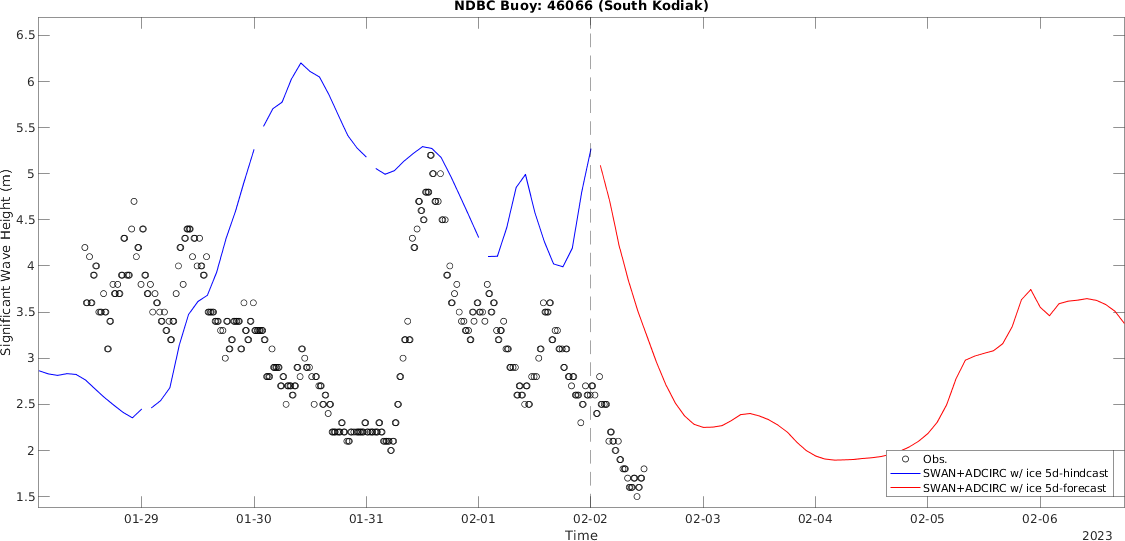 NDBC Buoy: 46066 (South Kodiak)
Significant Wave Height (m)
6.5
6
5.5
5
4.5
4
3.5
3
2.5
2
1.5
Obs.
SWAN+ADCIRC w/ ice 5d-hindcast
SWAN+ADCIRC w/ ice 5d-forecast
01-29 01-30 01-31 02-01 02-02 02-03 02-04 02-05 02-06
Time
2023